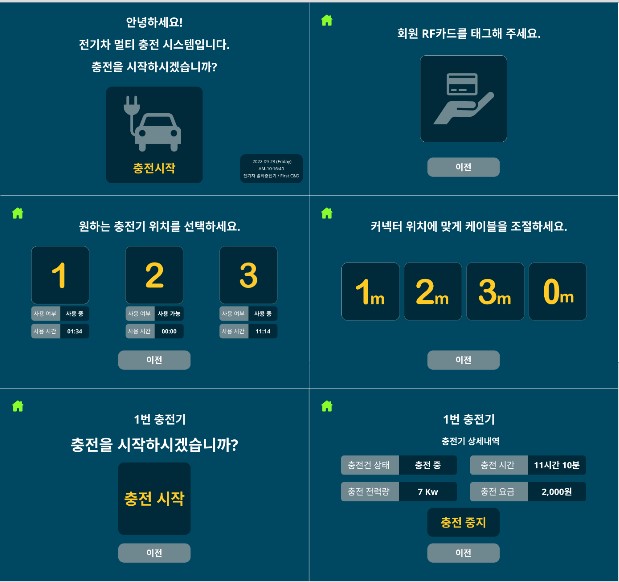 안녕하세요!
전기차 멀티 충전 시스템입니다.
충전을 시작하시겠습니까?
충전시작
회원 RF카드를 태그해 주세요.
이전
원하는 충전기 위치를 선택하세요.
1 2 3
사용 여부 사용 중 사용 여부 사용 가능 사용 여부 사용 중
사용 시간 01:34 사용 시간 00:00 사용 시간 11:14
이전
커넥터 위치에 맞게 케이블을 조절하세요.
1m 2m 3m 0m
이전
1번 충전기
충전을 시작하시겠습니까?
충전 시작
이전
1번 충전기
충전기 상세내역
충전건 상태 충전 중 충전 시간 11시간 10분
충전 전력량 7 Kw 충전 요금 2,000원
충전 중지
이전